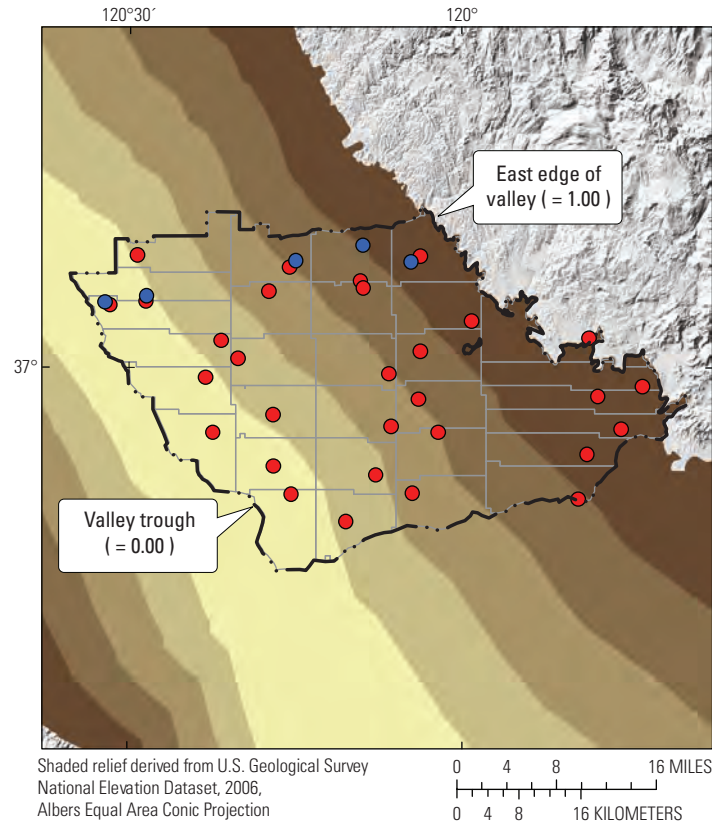 120°30′ 120°
East edge of
valley ( = 1.00 )
37°
Valley trough
( = 0.00 )
Shaded relief derived from U.S. Geological Survey
National Elevation Dataset, 2006,
Albers Equal Area Conic Projection
0 4 8 16 MILES
0 4 8 16 KILOMETERS